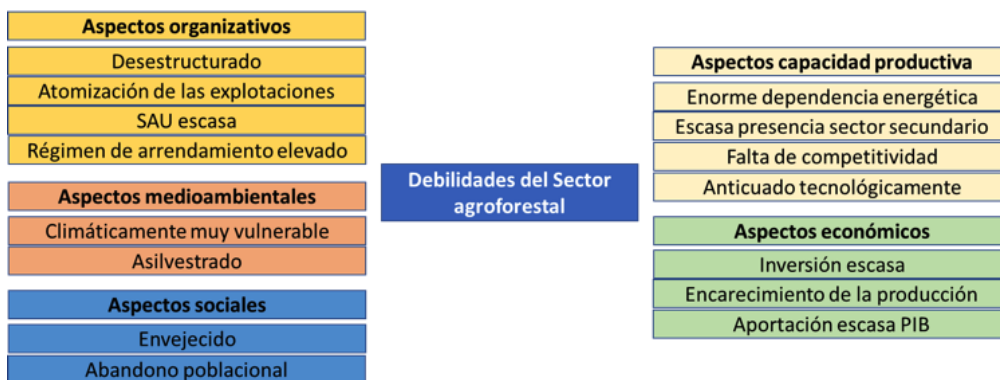 Aspectos organizativos
Desestructurado
Atomización de las explotaciones
SAU escasa
Régimen de arrendamiento elevado
Aspectos medioambientales
Climáticamente muy vulnerable
Asilvestrado
Aspectos sociales
Envejecido
Abandono poblacional
Debilidades del Sector
agroforestal
Aspectos capacidad productiva
Enorme dependencia energética
Escasa presencia sector secundario
Falta de competitividad
Anticuado tecnológicamente
Aspectos económicos
Inversión escasa
Encarecimiento de la producción
Aportación escasa PIB